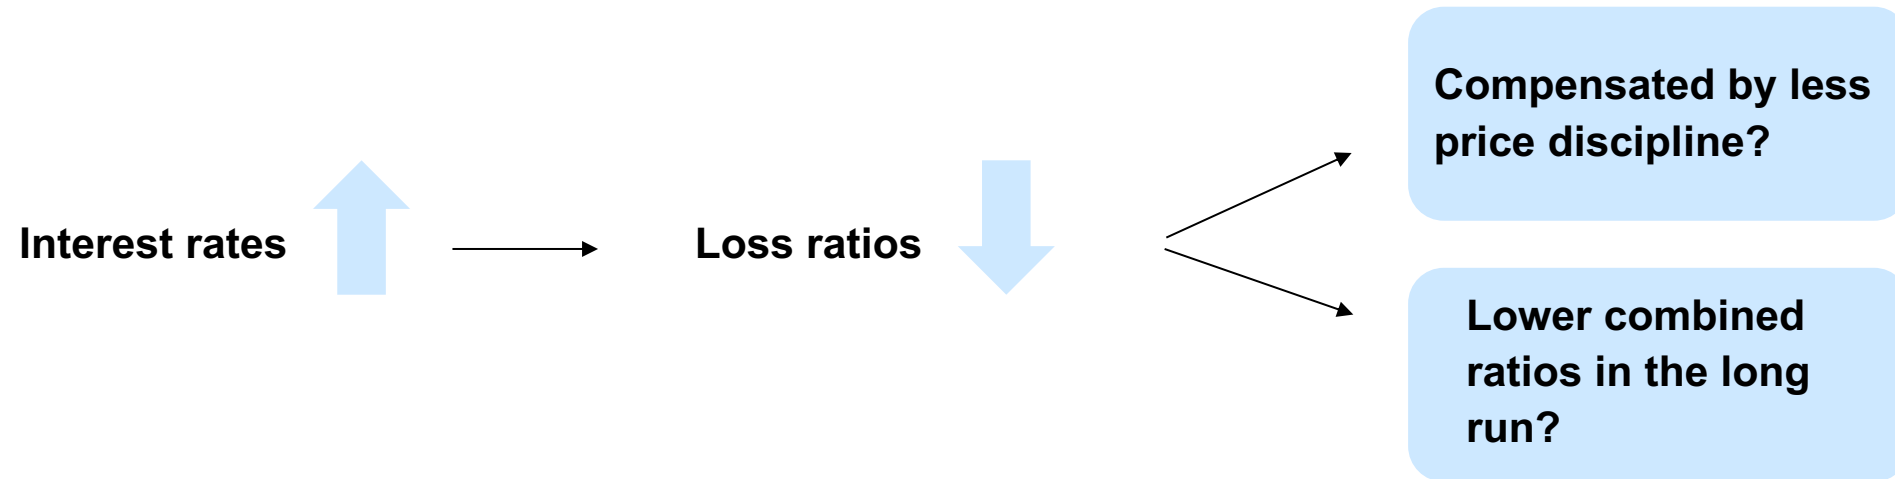 Interest rates
Loss ratios
Compensated by less
price discipline?
Lower combined
ratios in the long
run?